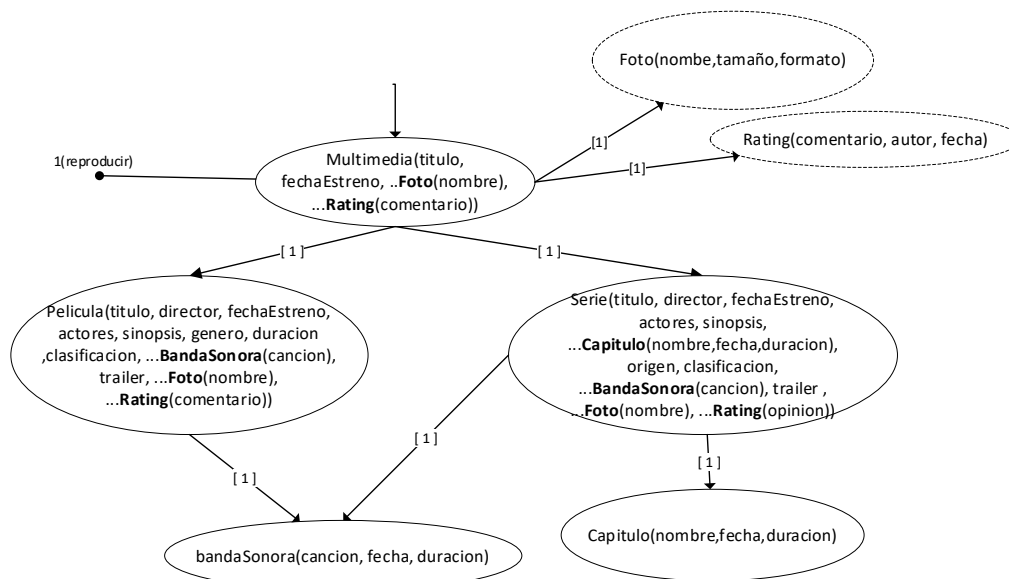 Foto(nombe,tamaño,formato)
[1]
Rating(comentario, autor, fecha)
[1]
1(reproducir)
Multimedia(titulo,
fechaEstreno, ..Foto(nombre),
...Rating(comentario))
[ 1 ]
[ 1 ]
Pelicula(titulo, director, fechaEstreno,
actores, sinopsis, genero, duracion
,clasificacion, ...BandaSonora(cancion),
trailer, ...Foto(nombre),
...Rating(comentario))
Serie(titulo, director, fechaEstreno,
actores, sinopsis,
...Capitulo(nombre,fecha,duracion),
origen, clasificacion,
...BandaSonora(cancion), trailer ,
...Foto(nombre), ...Rating(opinion))
[ 1 ]
[ 1 ]
[ 1 ]
bandaSonora(cancion, fecha, duracion)
Capitulo(nombre,fecha,duracion)